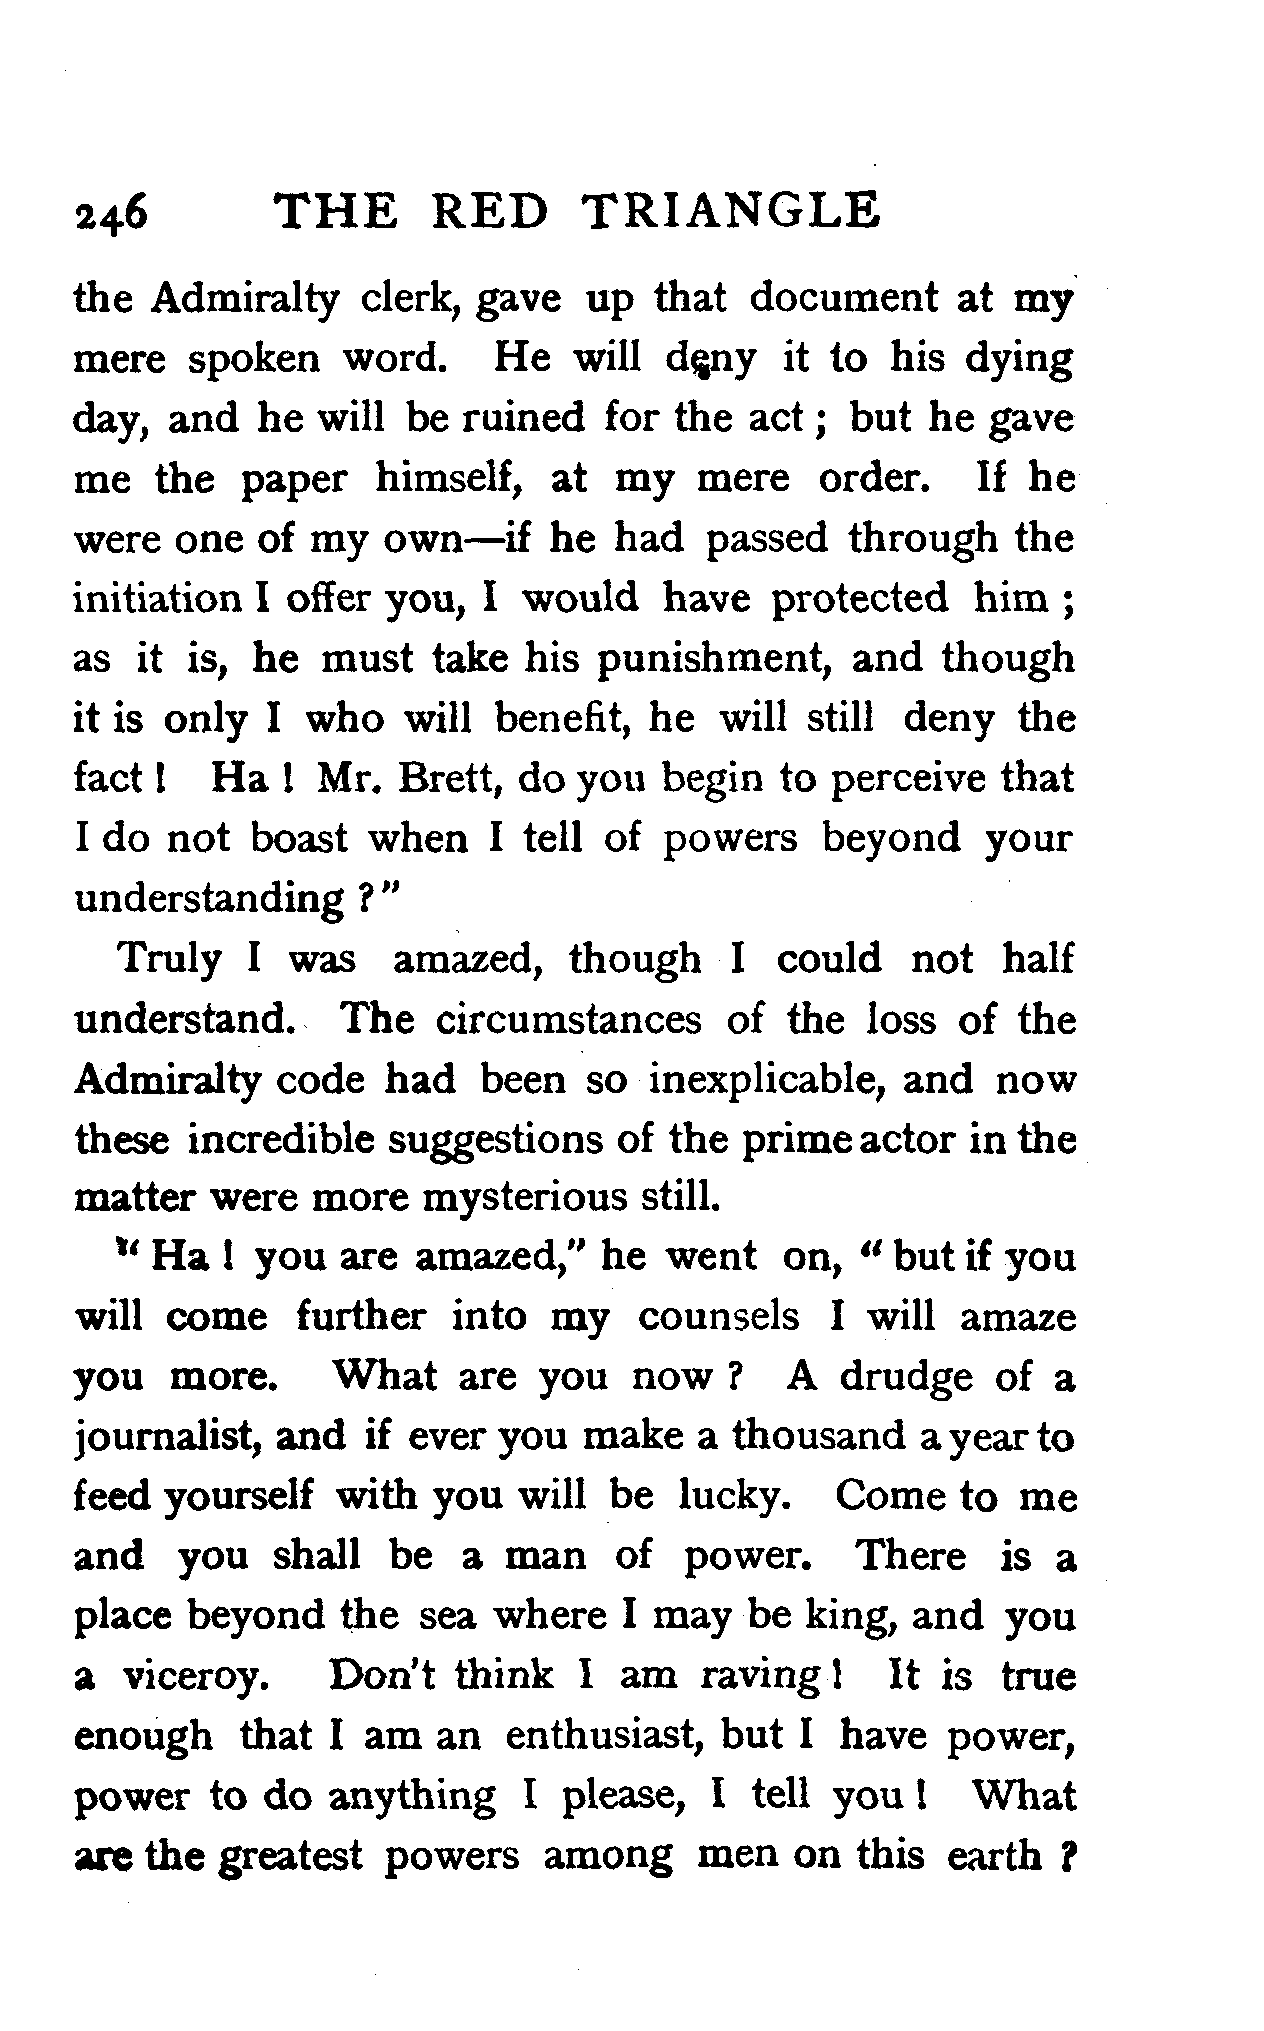 246 THE RED TRIANGLE
the Admiralty clerk, gave up that document at my
mere spoken word. He will deny it to his dying
day, and he will be ruined for the act ; but he gave
me the paper himself, at my mere order. If he
were one of my own—if he had passed through the
initiation I offer you, I would have protected him ;
as it is, he must take his punishment, and though
it is only I who will benefit, he will still deny the
fact ! Ha ! Mr. Brett, do you begin to perceive that
I do not boast when I tell of powers beyond your
understanding ?"
Truly I was amazed, though I could not half
understand. The circumstances of the loss of the
Admiralty code had been so inexplicable, and now
these incredible suggestions of the prime actor in the
matter were more mysterious still.
" Ha ! you are amazed," he went on, " but if you
will come further into my counsels I will amaze
you more. What are you now ? A drudge of a
journalist, and if ever you make a thousand a year to
feed yourself with you will be lucky. Come to me
and you shall be a man of power. There is a
place beyond the sea where I may be king, and you
a viceroy. Don't think I am raving ! It is true
enough that I am an enthusiast, but I have power,
power to do anything I please, I tell you ! What
are the greatest powers among men on this earth ?